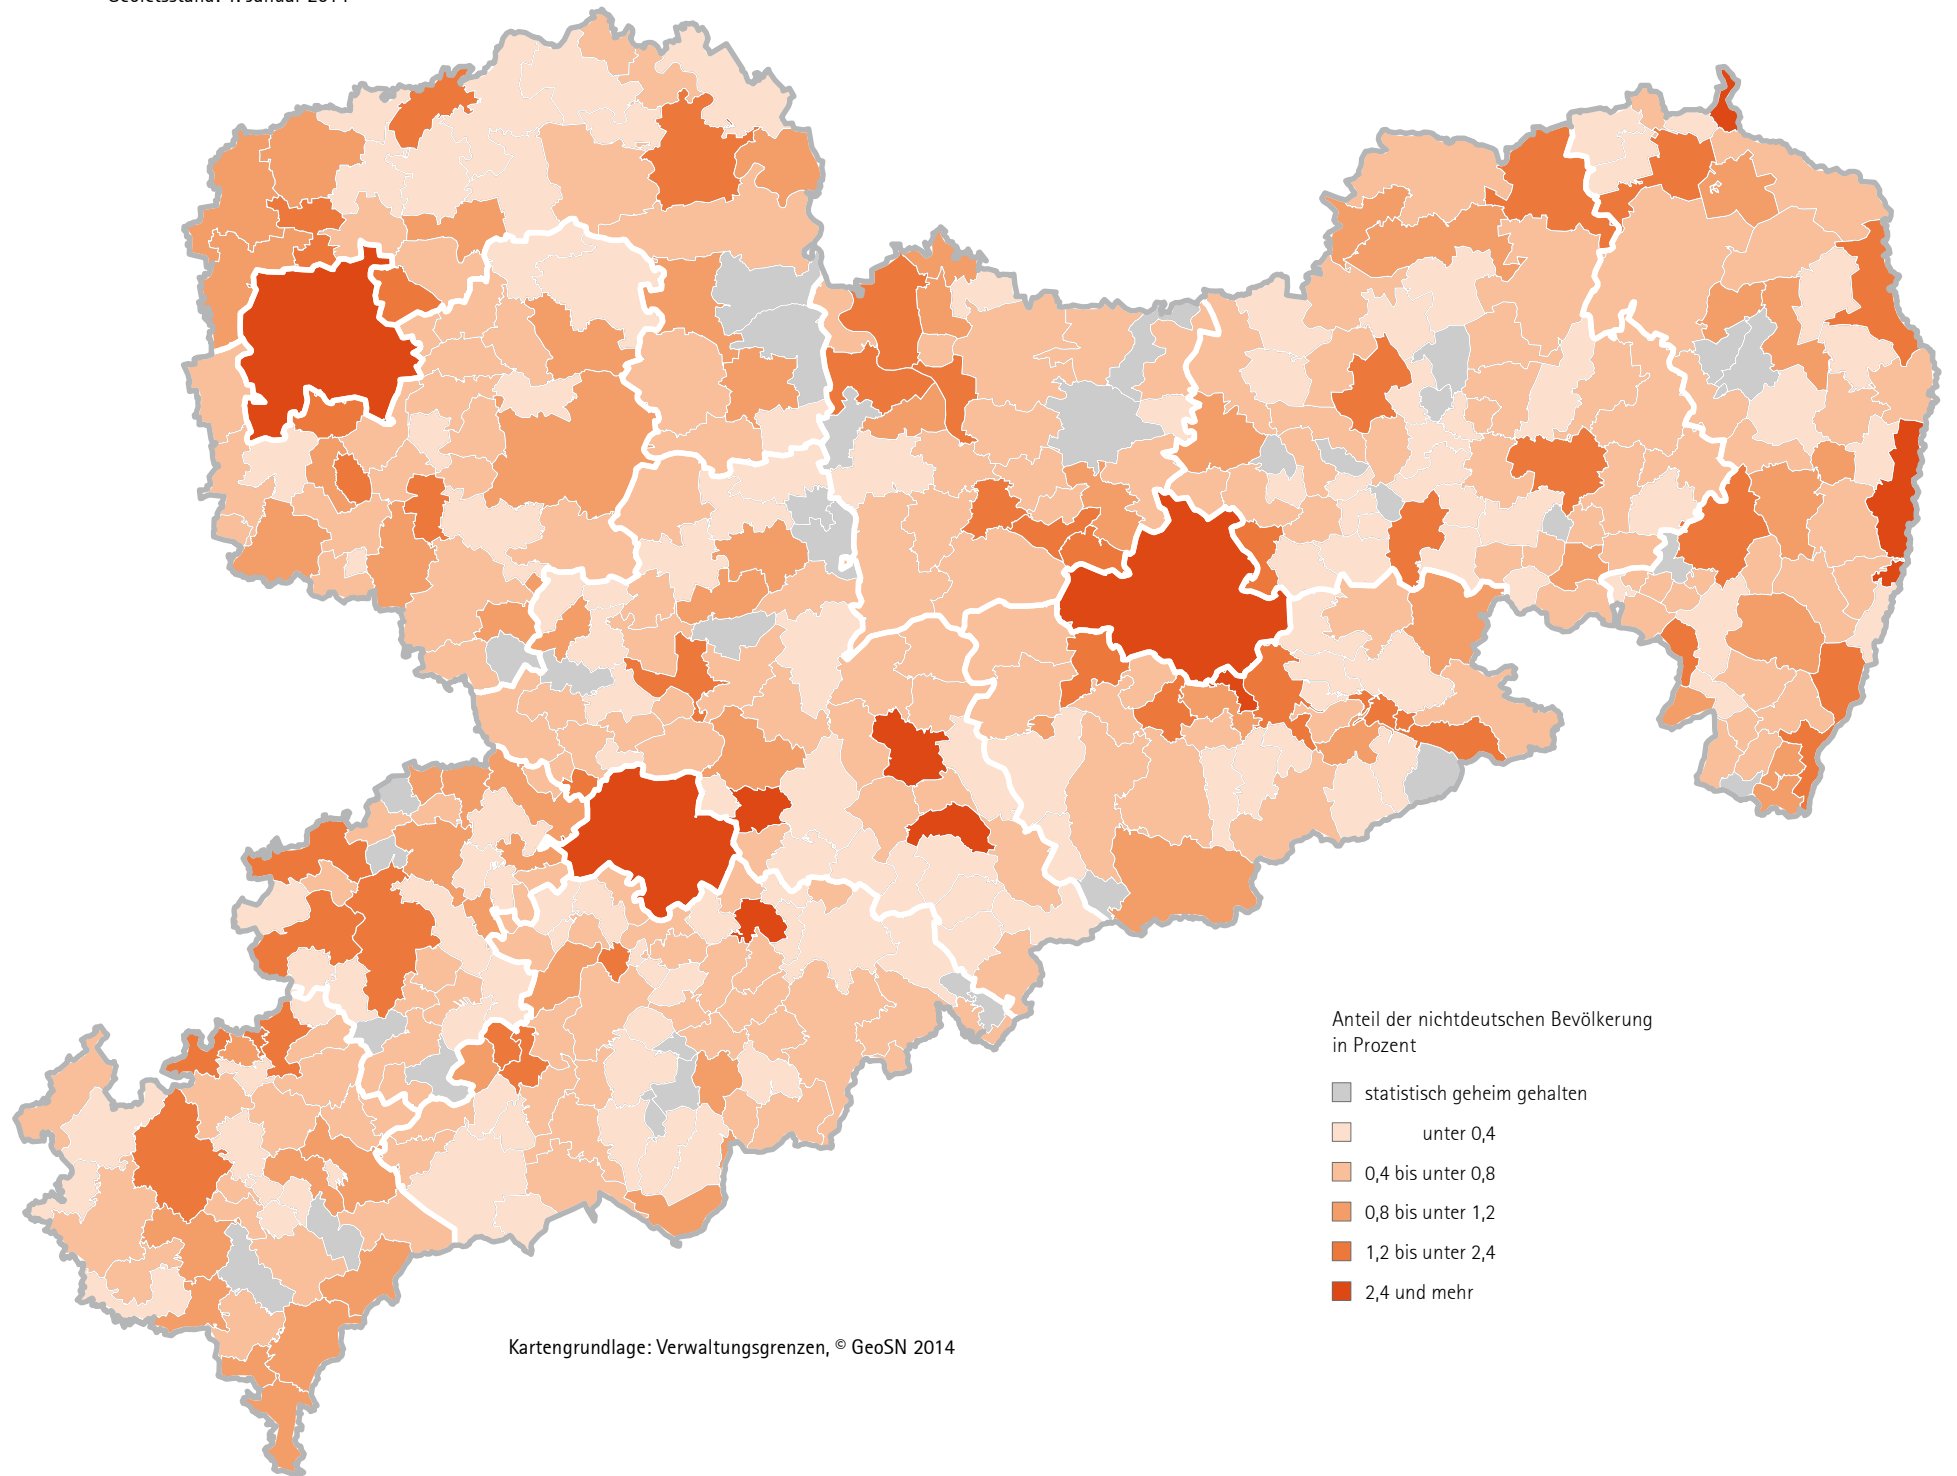 Anteil der nichtdeutschen Bevölkerung
in Prozent
statistisch geheim gehalten
unter 0,4
0,4 bis unter 0,8
0,8 bis unter 1,2
1,2 bis unter 2,4
2,4 und mehr
Kartengrundlage: Verwaltungsgrenzen, © GeoSN 2014